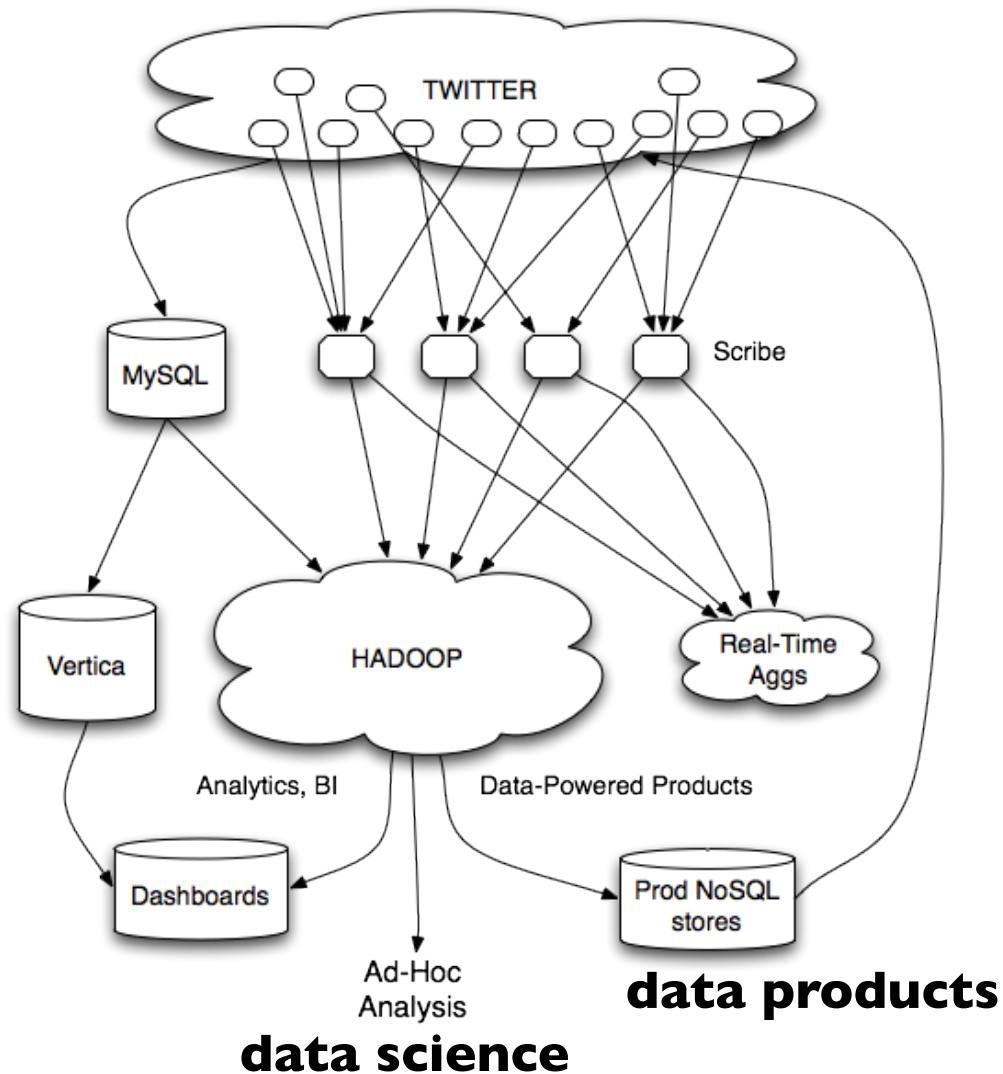 TWITTER
MySQL
Scribe
Vertica
HADOOP
Real-Time
Aggs
Analytics, BI
Data-Powered Products
Dashboards
Prod NoSQL
stores
Ad-Hoc
Analysis
data products
data science